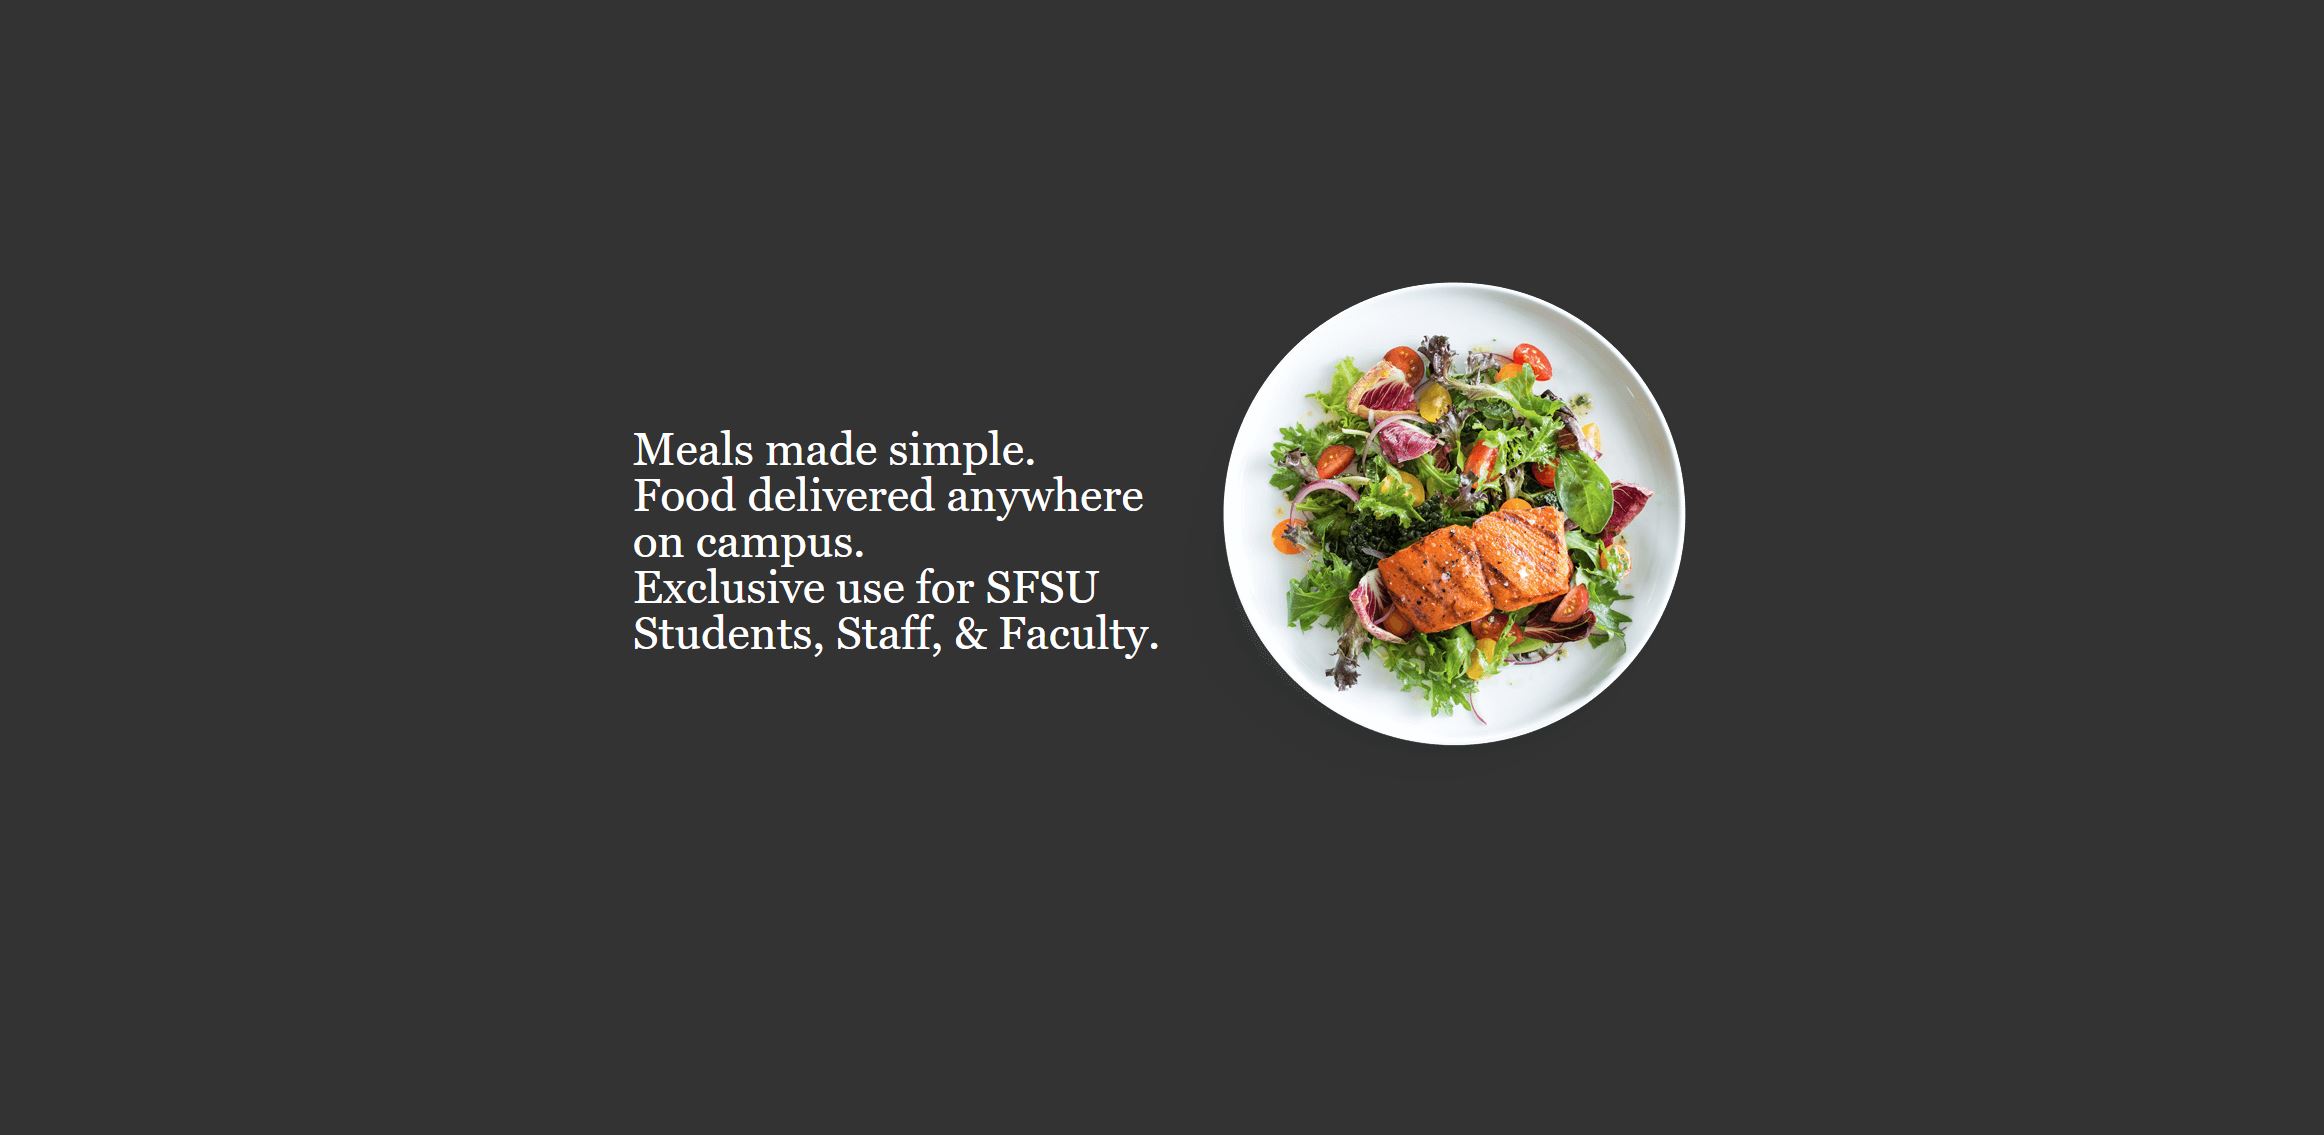 Meals made simple.
Food delivered anywhere
on campus.
Exclusive use for SFSU
Students, Staff, & Faculty.